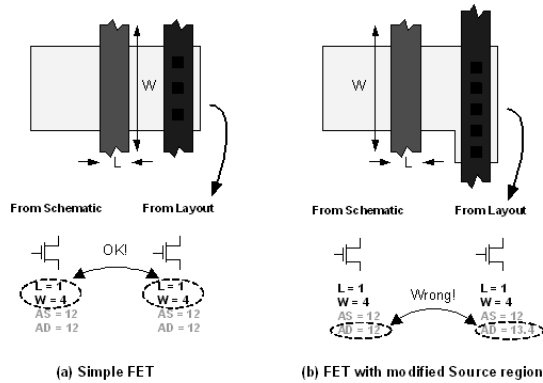 W
W
L
L
From Schematic
From Layout
From Schematic
From Layout
OK!
L = 1
W = 4
AS = 12
AD = 12
L = 1
W = 4
AS = 12
AD = 12
Wrong!
L = 1
W = 4
AS = 12
AD = 12
L = 1
W = 4
AS = 12
AD = 13.4
(a) Simple FET
(b) FET with modified Source region